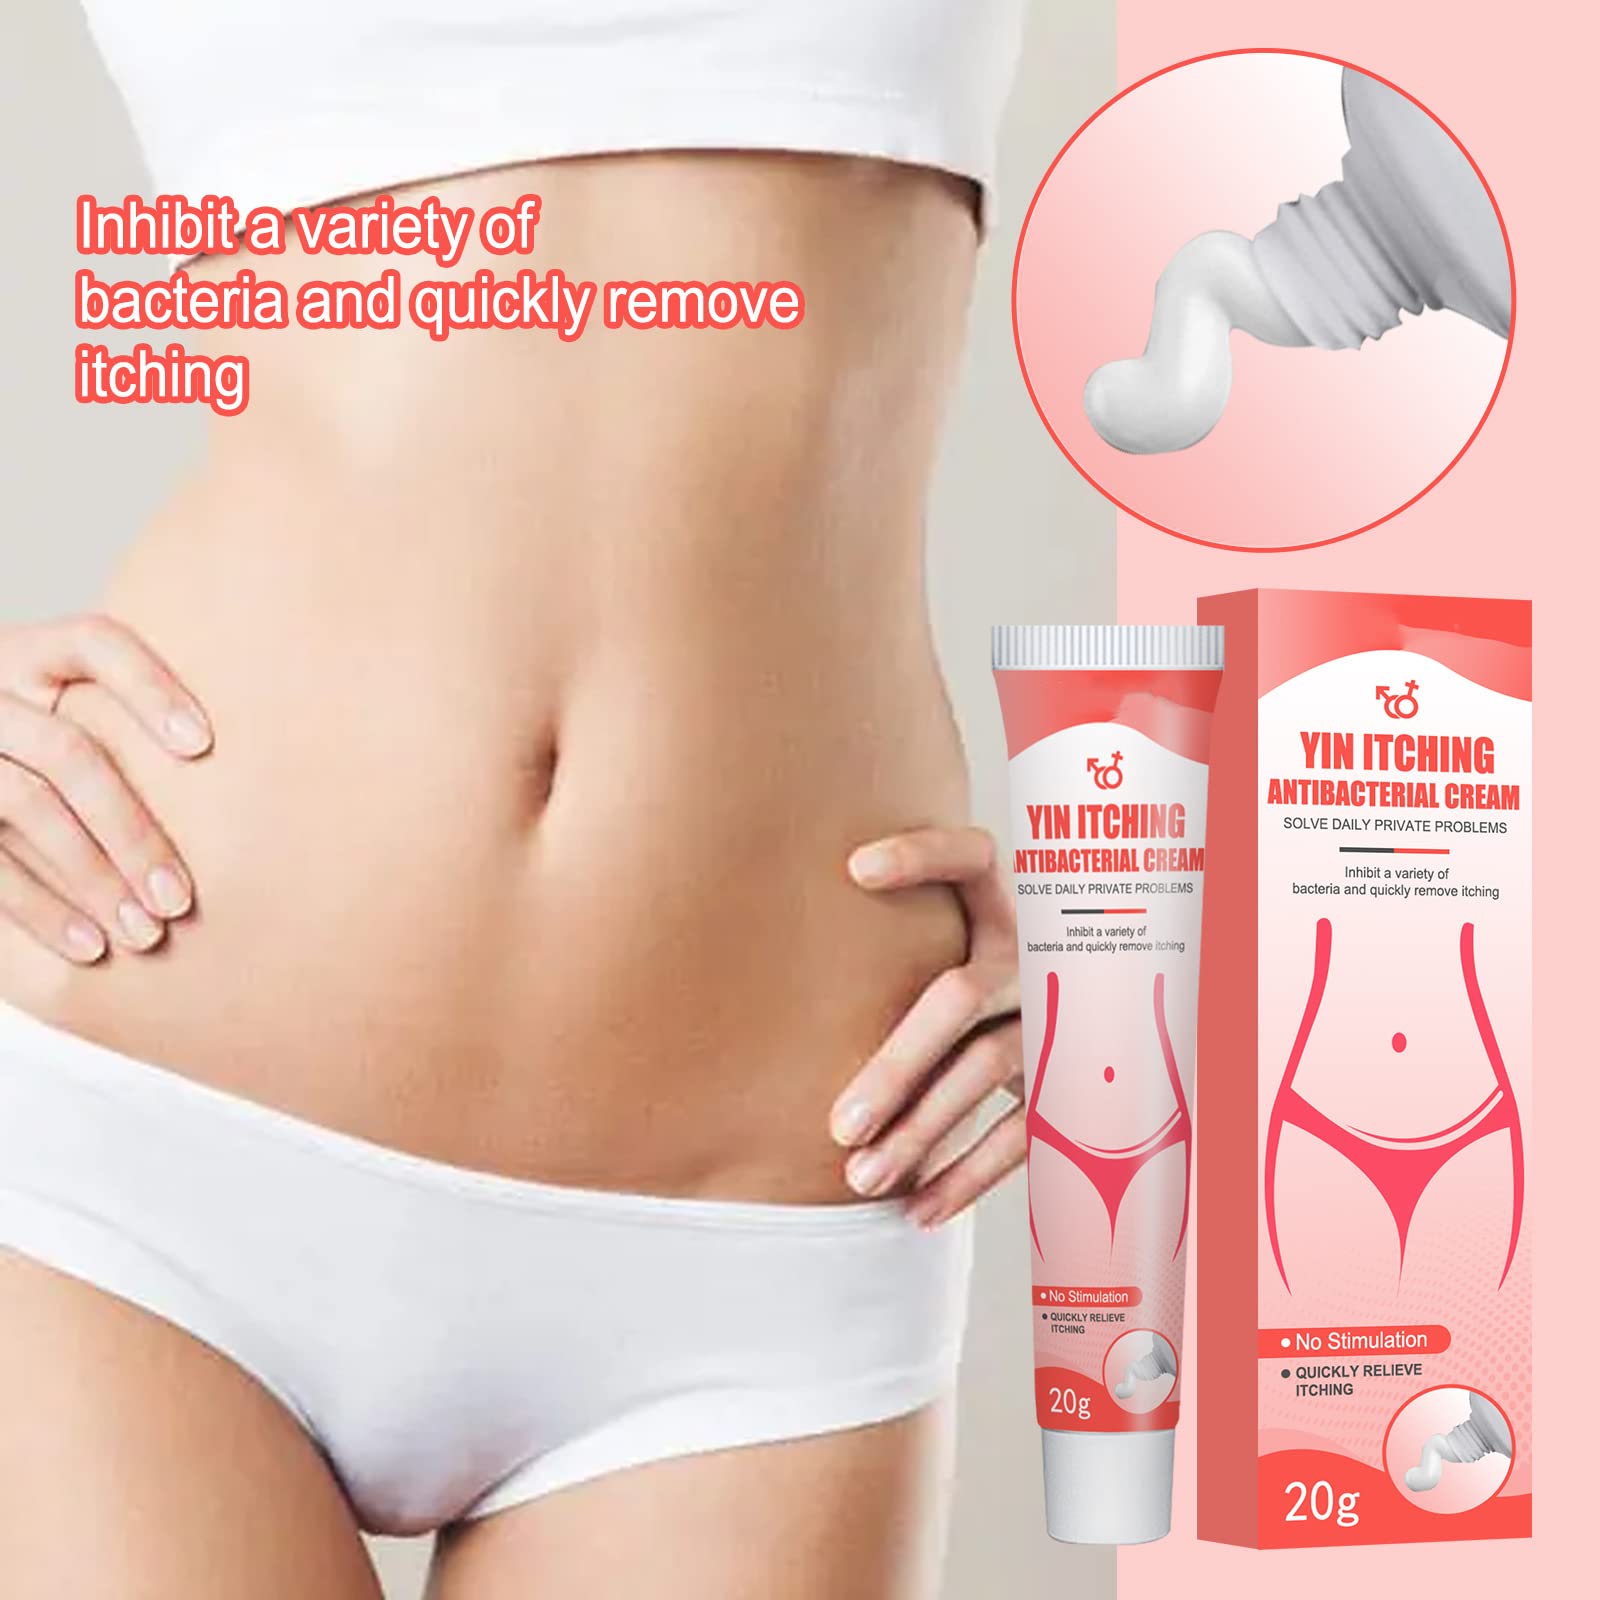 Inhibit a variety of
bacteria and quickly remove
itching
YIN ITCHING
ANTIBACTERIAL CREAM
SOLVE DAILY PRIVATE PROBLEMS
Inhibit a variety of
bacteria and quickly remove itching
No Stimulation
QUICKLY RELIEVE
ITCHING
20g
YIN ITCHING
ANTIBACTERIAL CREAM
SOLVE DAILY PRIVATE PROBLEMS
Inhibit a variety of
bacteria and quickly remove itching
No Stimulation
QUICKLY RELIEVE
ITCHING
20g